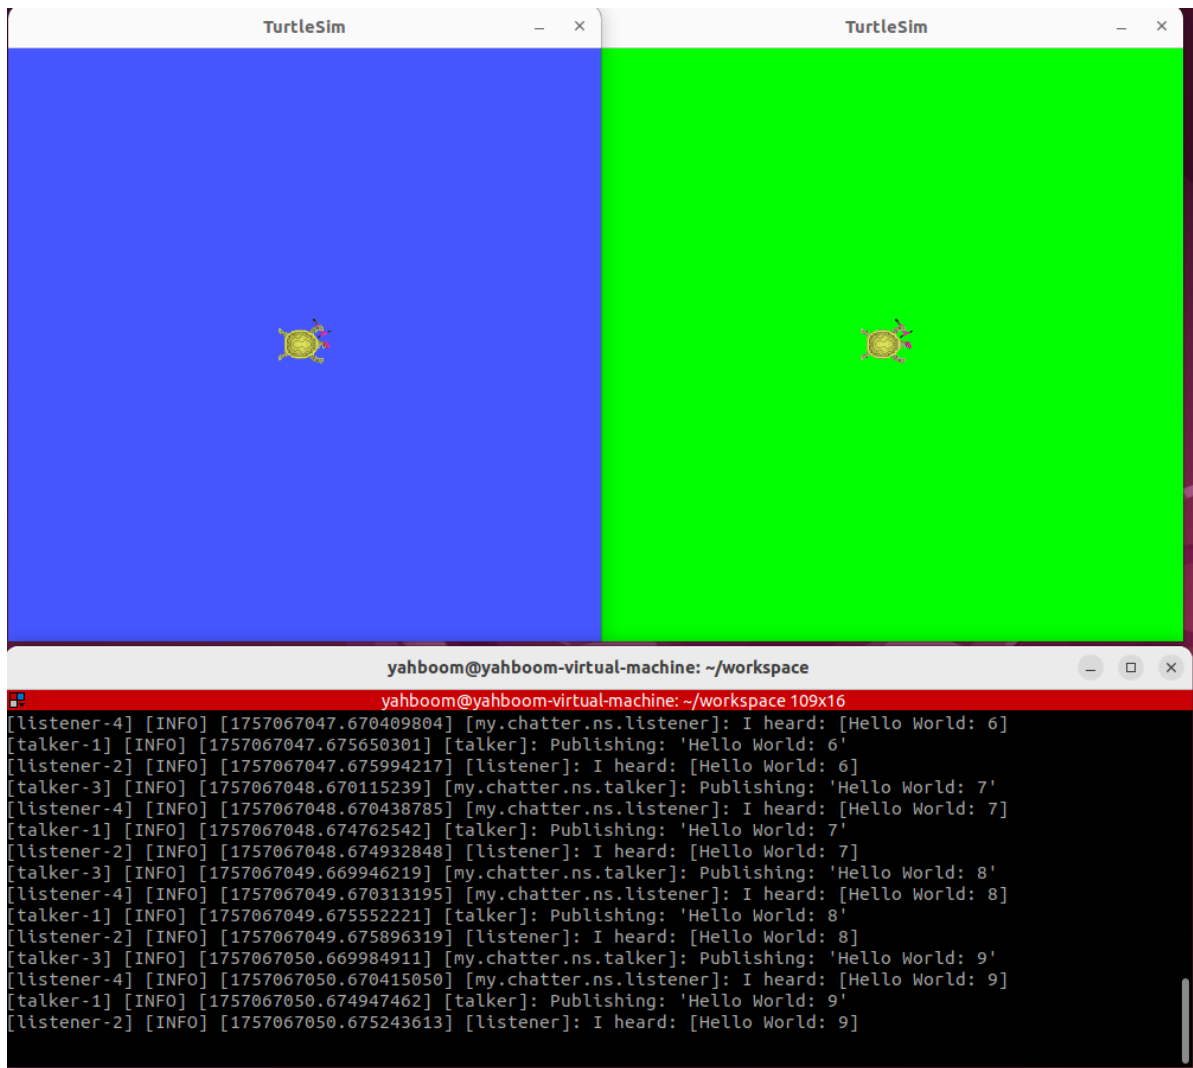 TurtleSim
TurtleSim
yahboom@yahboom-virtual-machine: ~/workspace
yahboom@yahboom-virtual-machine: ~/workspace 109x16
[listener-4] [INFO] [1757067047.670409804] [my.chatter.ns.listener]: I heard: [Hello World: 6]
[talker-1] [INFO] [1757067047.675650301] [talker]: Publishing: 'Hello World: 6'
[listener-2] [INFO] [1757067047.675994217] [listener]: I heard: [Hello World: 6]
[talker-3] [INFO] [1757067048.670115239] [my.chatter.ns.talker]: Publishing: 'Hello World: 7'
[listener-4] [INFO] [1757067048.670438785] [my.chatter.ns.listener]: I heard: [Hello World: 7]
[talker-1] [INFO] [1757067048.674762542] [talker]: Publishing: 'Hello World: 7'
[listener-2] [INFO] [1757067048.674932848] [listener]: I heard: [Hello World: 7]
[talker-3] [INFO] [1757067049.669946219] [my.chatter.ns.talker]: Publishing: 'Hello World: 8'
[listener-4] [INFO] [1757067049.670313195] [my.chatter.ns.listener]: I heard: [Hello World: 8]
[talker-1] [INFO] [1757067049.675552221] [talker]: Publishing: 'Hello World: 8'
[listener-2] [INFO] [1757067049.675896319] [listener]: I heard: [Hello World: 8]
[talker-3] [INFO] [1757067050.669984911] [my.chatter.ns.talker]: Publishing: 'Hello World: 9'
[listener-4] [INFO] [1757067050.670415050] [my.chatter.ns.listener]: I heard: [Hello World: 9]
[talker-1] [INFO] [1757067050.674947462] [talker]: Publishing: 'Hello World: 9'
[listener-2] [INFO] [1757067050.675243613] [listener]: I heard: [Hello World: 9]